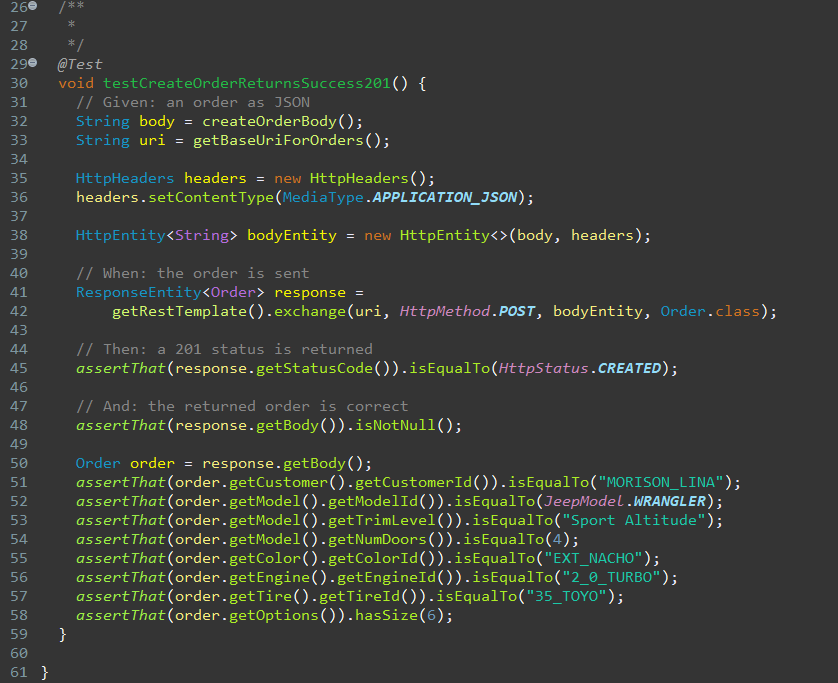 26 /**
27  *
28  */
29 @Test
30 void testCreateOrderReturnsSuccess201() {
31   // Given: an order as JSON
32   String body = createOrderBody();
33   String uri = getBaseUriForOrders();
34
35   HttpHeaders headers = new HttpHeaders();
36   headers.setContentType(MediaType.APPLICATION_JSON);
37
38   HttpEntity<String> bodyEntity = new HttpEntity<>(body, headers);
39
40   // When: the order is sent
41   ResponseEntity<Order> response =
42       getRestTemplate().exchange(uri, HttpMethod.POST, bodyEntity, Order.class);
43
44   // Then: a 201 status is returned
45   assertThat(response.getStatusCode()).isEqualTo(HttpStatus.CREATED);
46
47   // And: the returned order is correct
48   assertThat(response.getBody()).isNotNull();
49
50   Order order = response.getBody();
51   assertThat(order.getCustomer().getCustomerId()).isEqualTo("MORISON_LINA");
52   assertThat(order.getModel().getModelId()).isEqualTo(JeepModel.WRANGLER);
53   assertThat(order.getModel().getTrimLevel()).isEqualTo("Sport Altitude");
54   assertThat(order.getModel().getNumDoors()).isEqualTo(4);
55   assertThat(order.getColor().getColorId()).isEqualTo("EXT_NACHO");
56   assertThat(order.getEngine().getEngineId()).isEqualTo("2_0_TURBO");
57   assertThat(order.getTire().getTireId()).isEqualTo("35_TOYO");
58   assertThat(order.getOptions()).hasSize(6);
59 }
60
61 }